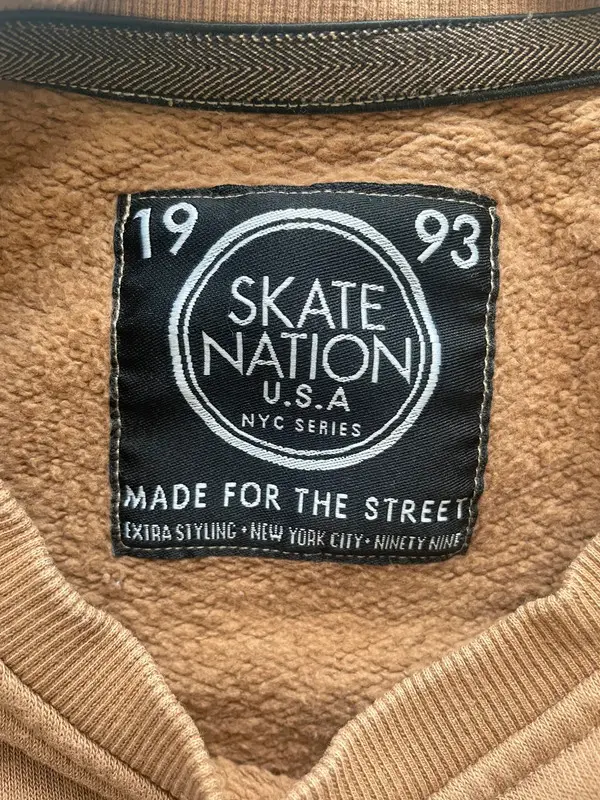 19 93
SKATE
NATION
U.S.A
NYC SERIES
MADE FOR THE STREET
EXTRA STYLING • NEW YORK CITY • NINETY NINE